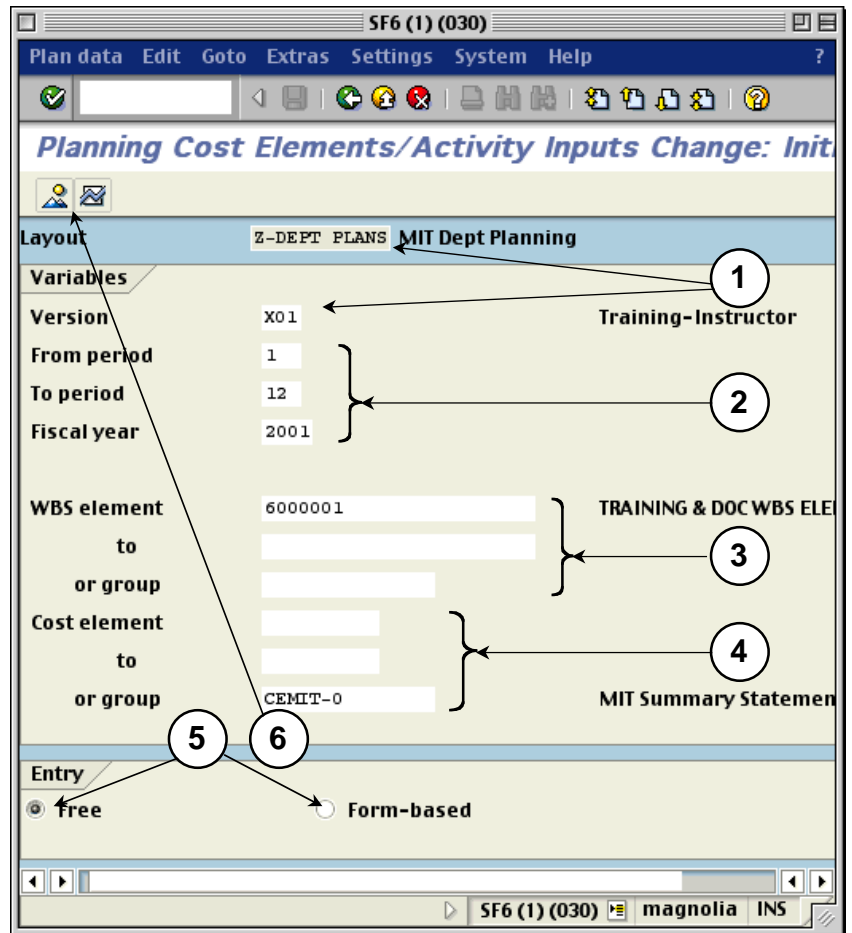 SF6 (1) (030)
Plan data Edit Goto Extras Settings System Help ?
Planning Cost Elements/Activity Inputs Change: Initi
Layout Z-DEPT PLANS MIT Dept Planning
1
Variables
Version X01 Training-Instructor
From period 1
To period 12
2
Fiscal year 2001
WBS element 6000001 TRAINING & DOC WBS ELE
to
3
or group
Cost element
to
4
or group CEMIT-0 MIT Summary Statemen
5 6
Entry
Free Form-based
SF6 (1) (030) magnolia INS